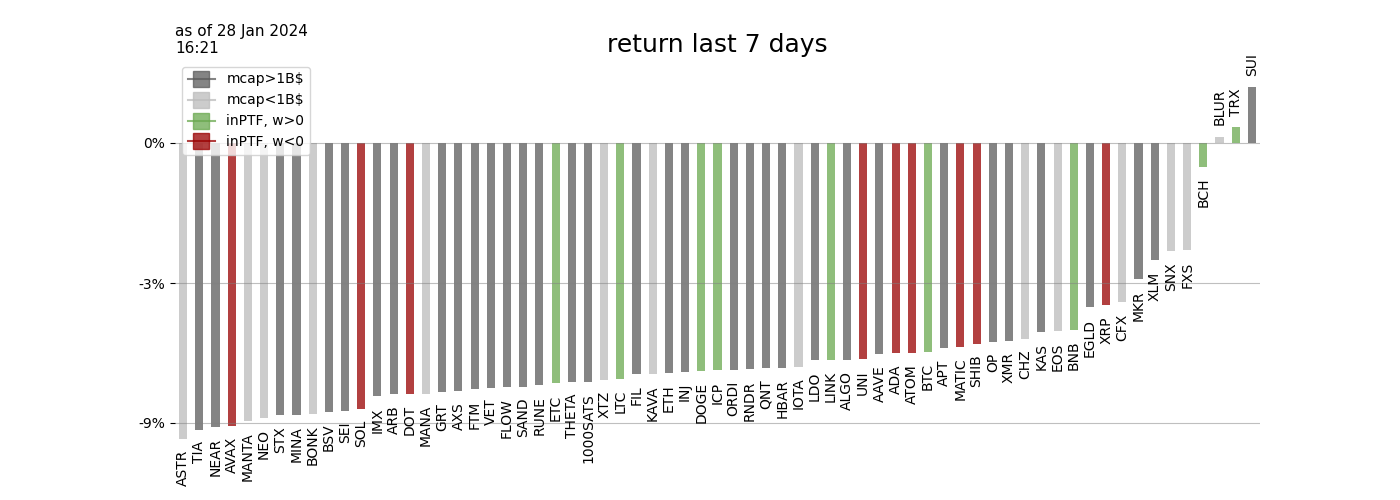 as of 28 Jan 2024
16:21
return last 7 days
mcap>1B$
mcap<1B$
inPTF, w>0
inPTF, w<0
0%
-3%
-9%
ASTR
TIA
NEAR
AVAX
MANTA
NEO
STX
MINA
BONK
BSV
SEI
SOL
IMX
ARB
DOT
MANA
GRT
AXS
FTM
VET
FLOW
SAND
RUNE
ETC
THETA
1000SATS
XTZ
LTC
FIL
KAVA
ETH
INJ
DOGE
ICP
ORDI
RNDR
QNT
HBAR
IOTA
LDO
LINK
ALGO
UNI
AAVE
ADA
ATOM
BTC
APT
MATIC
SHIB
OP
XMR
CHZ
KAS
EOS
BNB
EGLD
XRP
CFX
MKR
XLM
SNX
FXS
BCH
BLUR
TRX
SUI